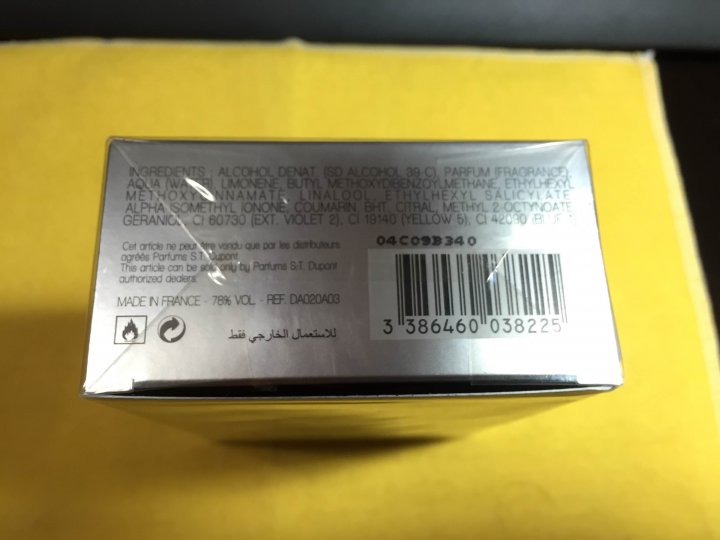 INGREDIENTS : ALCOHOL DENAT. (SD ALCOHOL 39 C), PARFUM (FRAGRANCE),
AQUA (WATER), LIMONENE, BUTYL METHOXYDIBENZOYLMETHANE, ETHYLHEXYL
METHOXYCINNAMATE, LINALOOL, ETHYLHEXYL SALICYLATE,
ALPHA ISOMETHYL IONONE, COUMARIN, BHT, CITRAL, METHYL 2-OCTYNOATE,
GERANIOL, CI 60730 (EXT. VIOLET 2), CI 19140 (YELLOW 5), CI 42090 (BLUE
Cet article ne peut être vendu que par les distributeurs
agréés Parfums S.T. Dupont
This article can be sold only by Parfums S.T. Dupont
authorized dealers.
MADE IN FRANCE - 78% VOL. - REF. DA020A03
للاستعمال الخارجي فقط
04C09B340
3 386460 038225